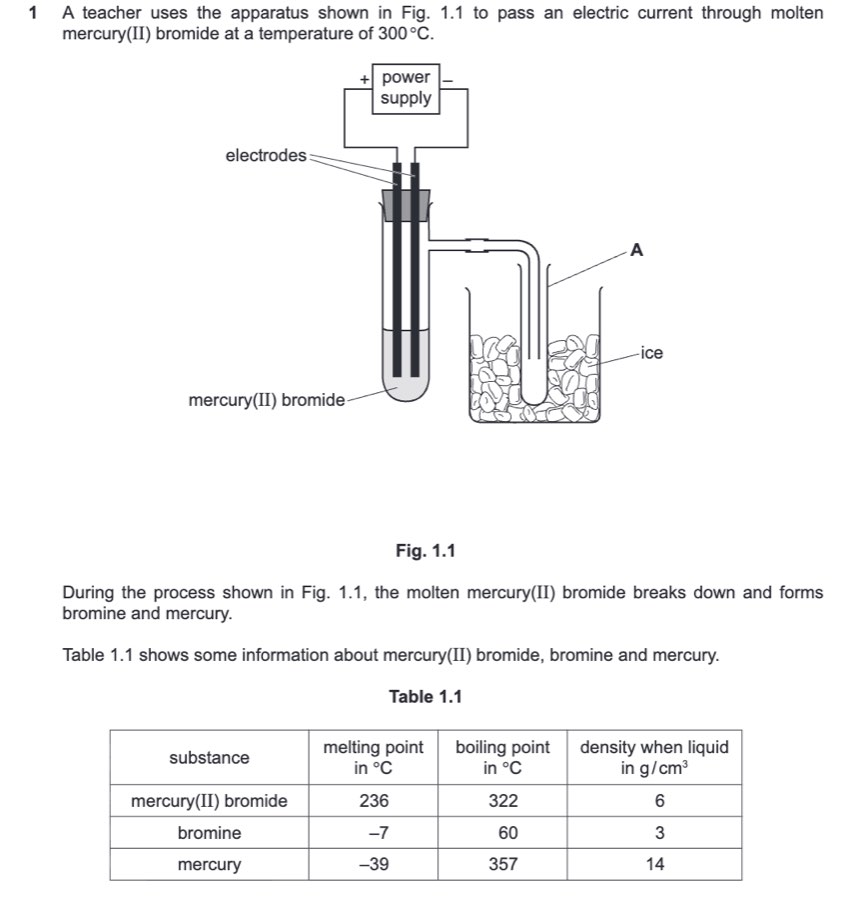 1 A teacher uses the apparatus shown in Fig. 1.1 to pass an electric current through molten
mercury(II) bromide at a temperature of 300 °C.
+ power –
supply
electrodes
A
ice
mercury(II) bromide
Fig. 1.1
During the process shown in Fig. 1.1, the molten mercury(II) bromide breaks down and forms
bromine and mercury.
Table 1.1 shows some information about mercury(II) bromide, bromine and mercury.
Table 1.1
substance melting point boiling point density when liquid
in °C in °C in g/cm³
mercury(II) bromide 236 322 6
bromine –7 60 3
mercury –39 357 14